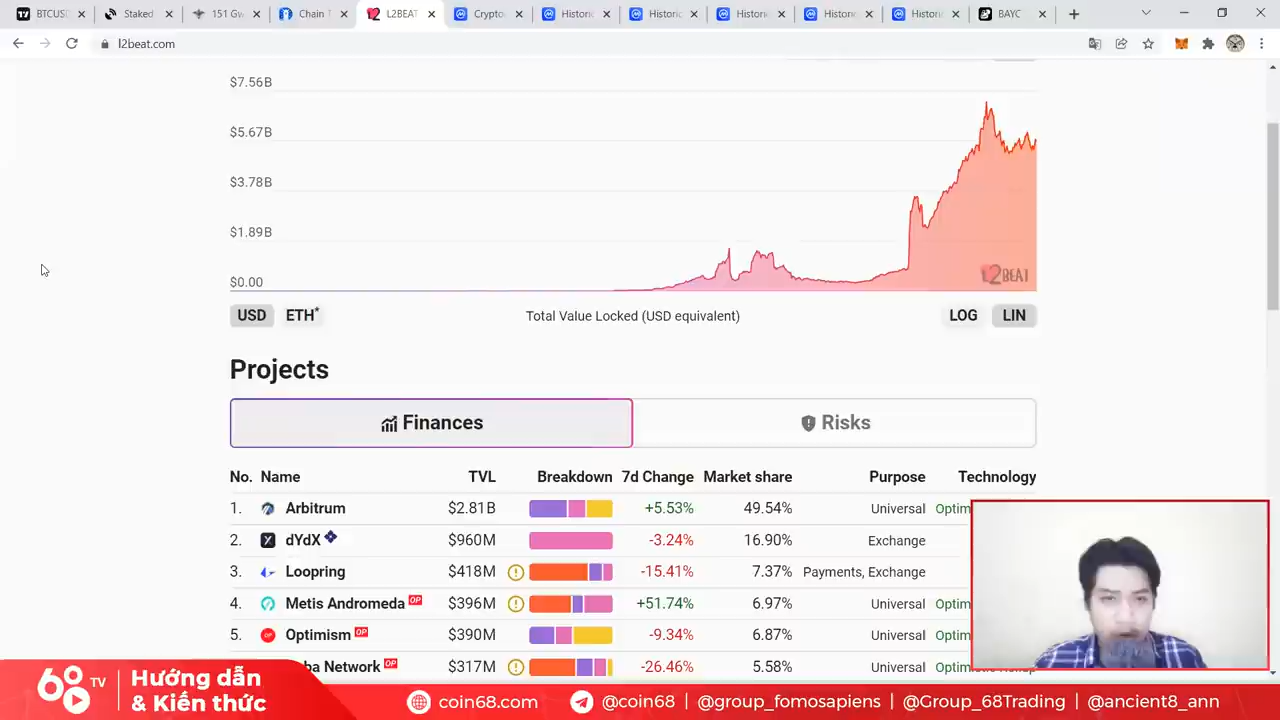 BTCUSD
Staked
151 Gw
Chain
L2BEAT
Crypto
Historic
Historic
Historic
Historic
Historic
BAYC
l2beat.com
$7.56B
$5.67B
$3.78B
$1.89B
$0.00
L2BEAT
USD ETH* Total Value Locked (USD equivalent) LOG LIN
Projects
Finances Risks
No. Name TVL Breakdown 7d Change Market share Purpose Technology
1. Arbitrum $2.81B +5.53% 49.54% Universal Optim
2. dYdX $960M -3.24% 16.90% Exchange
3. Loopring $418M -15.41% 7.37% Payments, Exchange
4. Metis Andromeda OP $396M +51.74% 6.97% Universal Optim
5. Optimism OP $390M -9.34% 6.87% Universal Optim
Network OP $317M -26.46% 5.58% Universal
68 TV
Hướng dẫn
& Kiến thức
coin68.com @coin68 | @group_fomosapiens | @Group_68Trading | @ancient8_ann